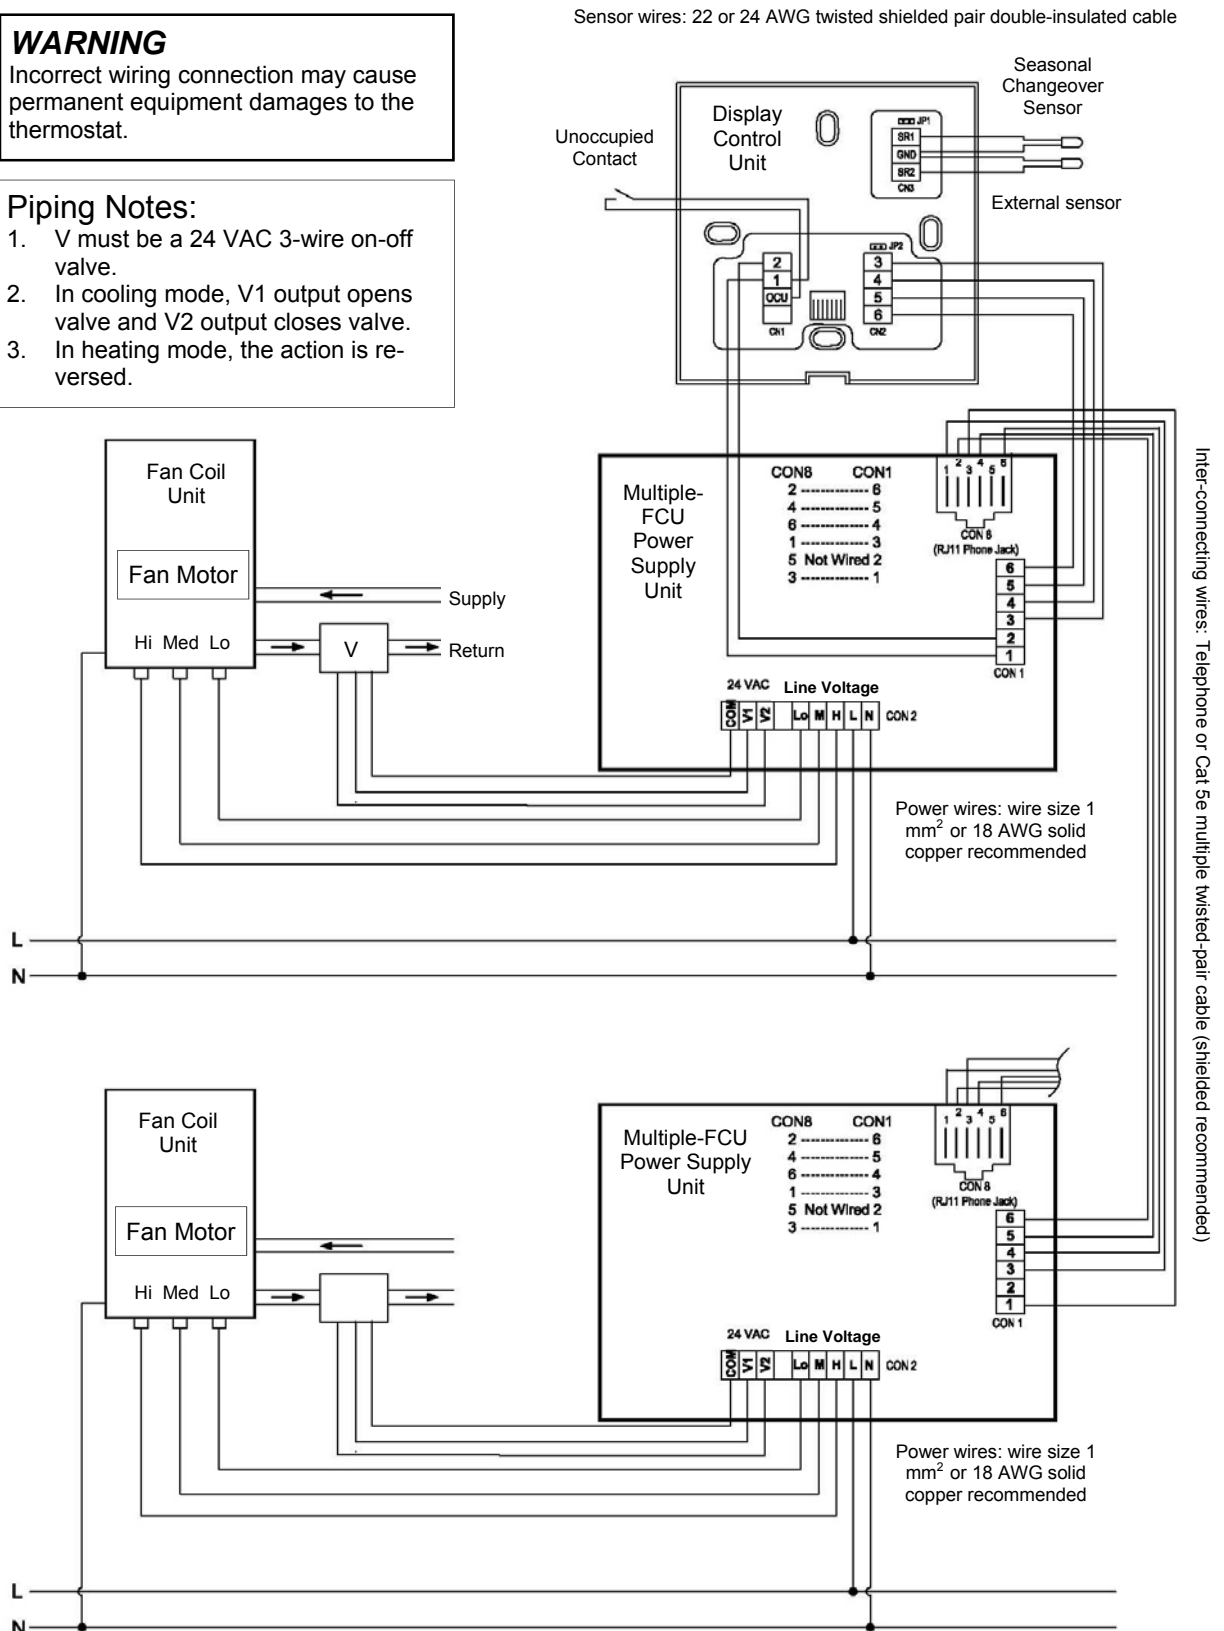 Sensor wires: 22 or 24 AWG twisted shielded pair double-insulated cable
WARNING
Incorrect wiring connection may cause
permanent equipment damages to the
thermostat.
Piping Notes:
1. V must be a 24 VAC 3-wire on-off
valve.
2. In cooling mode, V1 output opens
valve and V2 output closes valve.
3. In heating mode, the action is re-
versed.
Unoccupied
Contact
Display
Control
Unit
Seasonal
Changeover
Sensor
JP1
SR1
GND
SR2
CN3
External sensor
2
1
OCU
CN1
JP2
3
4
5
6
CN2
Fan Coil
Unit
Fan Motor
Hi Med Lo
Supply
V
Return
Multiple-
FCU
Power
Supply
Unit
CON8 CON1
2 -------------- 6
4 -------------- 5
6 -------------- 4
1 -------------- 3
5 Not Wired 2
3 -------------- 1
1 2 3 4 5 6
CON 8
(RJ11 Phone Jack)
6
5
4
3
2
1
CON 1
24 VAC Line Voltage
COM V1 V2 Lo M H L N CON 2
Power wires: wire size 1
mm² or 18 AWG solid
copper recommended
L
N
Inter-connecting wires: Telephone or Cat 5e multiple twisted-pair cable (shielded recommended)
Fan Coil
Unit
Fan Motor
Hi Med Lo
Multiple-FCU
Power Supply
Unit
CON8 CON1
2 -------------- 6
4 -------------- 5
6 -------------- 4
1 -------------- 3
5 Not Wired 2
3 -------------- 1
1 2 3 4 5 6
CON 8
(RJ11 Phone Jack)
6
5
4
3
2
1
CON 1
24 VAC Line Voltage
COM V1 V2 Lo M H L N CON 2
Power wires: wire size 1
mm² or 18 AWG solid
copper recommended
L
N